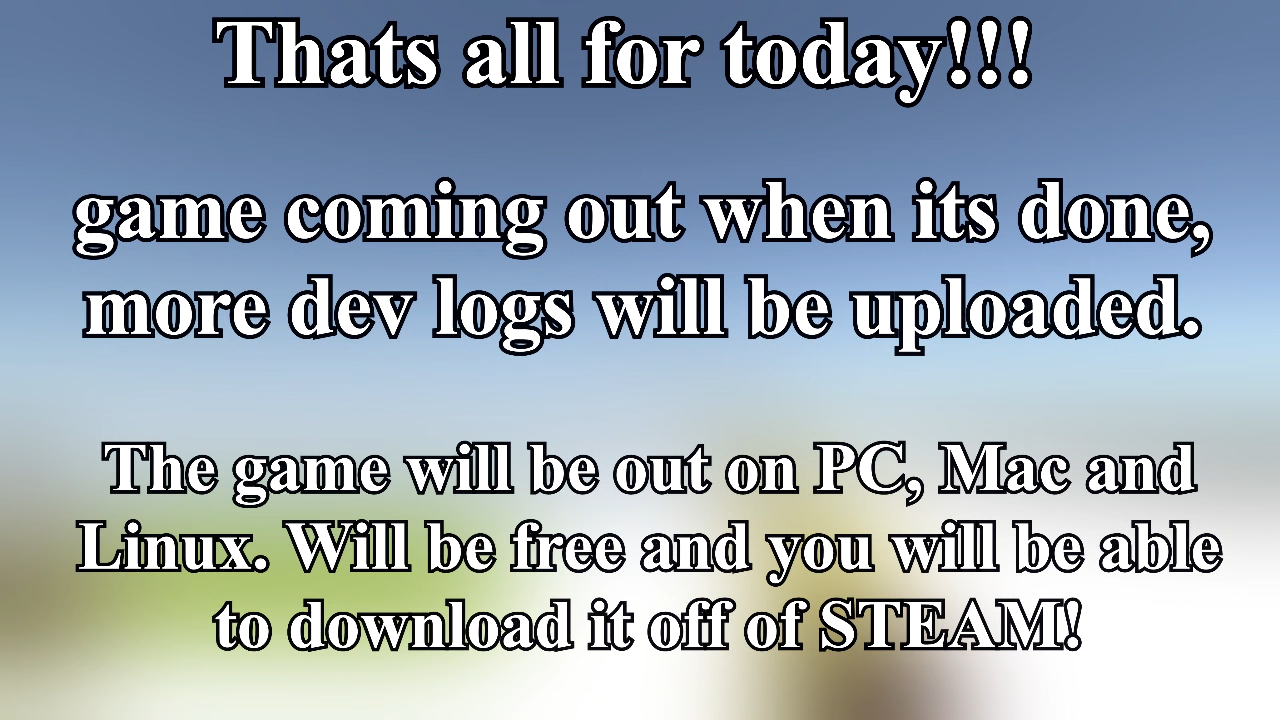 Thats all for today!!!
game coming out when its done,
more dev logs will be uploaded.
The game will be out on PC, Mac and
Linux. Will be free and you will be able
to download it off of STEAM!